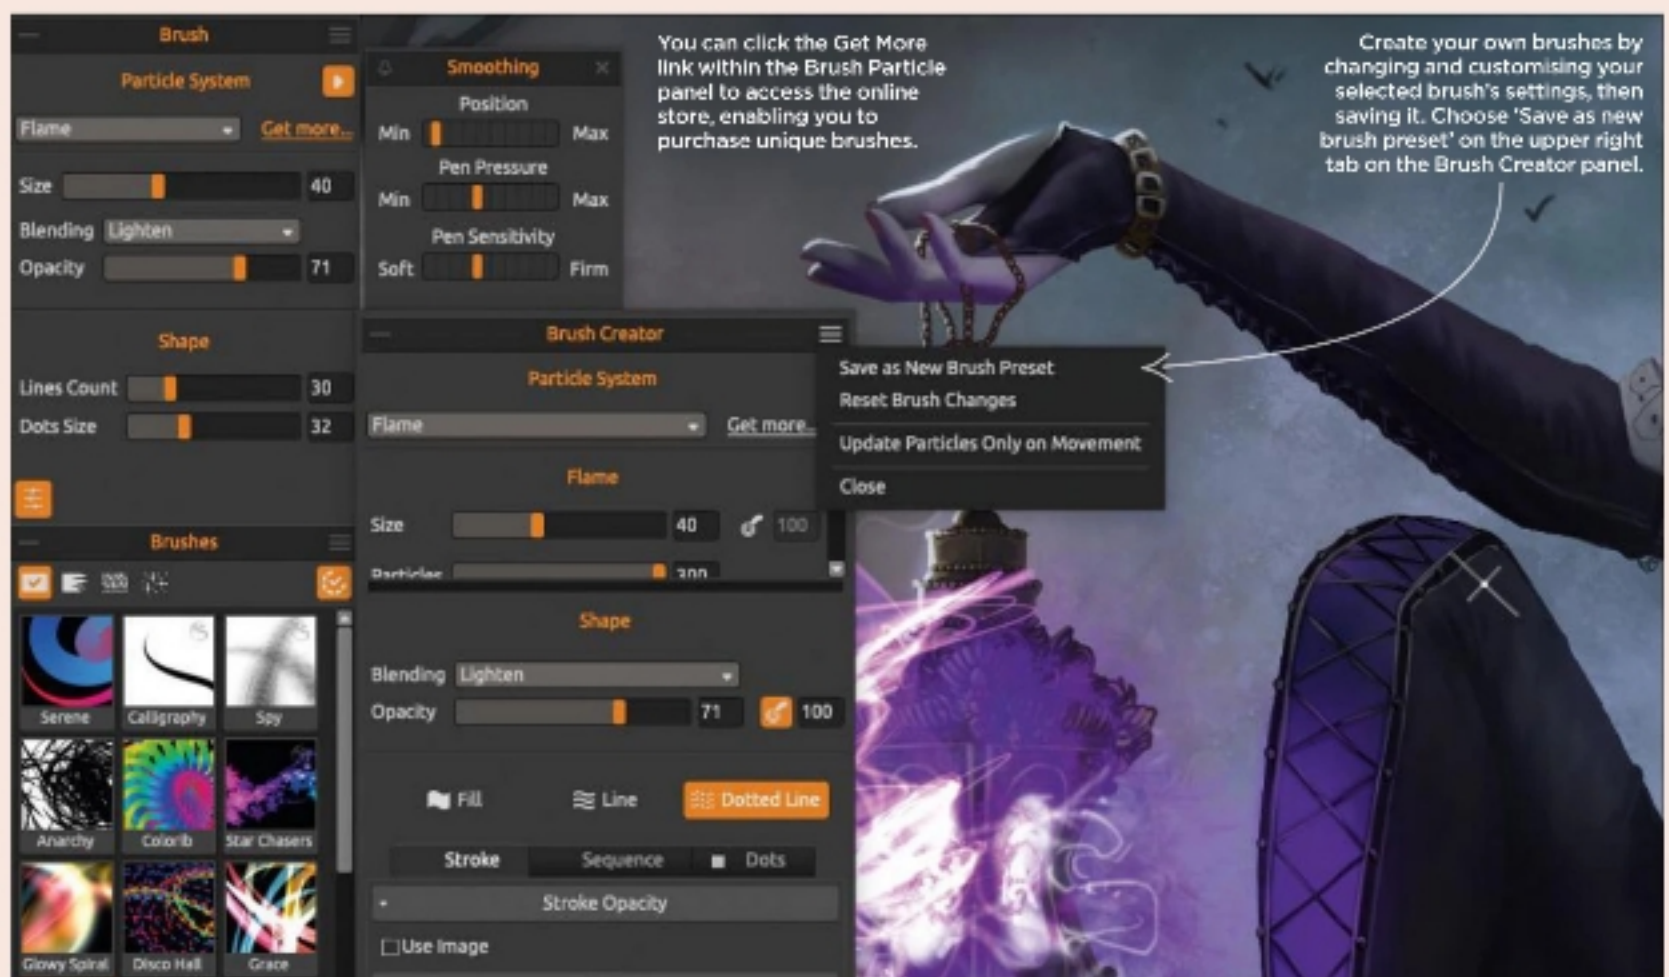 Brush
Particle System
Flame
Get more...
Size 40
Blending Lighten
Opacity 71
Shape
Lines Count 30
Dots Size 32
Brushes
Serene Calligraphy Spy
Anarchy Colorib Star Chasers
Glowy Spiral Disco Hall Grace
Smoothing
Position
Min Max
Pen Pressure
Min Max
Pen Sensitivity
Soft Firm
Brush Creator
Particle System
Flame
Get more...
Flame
Size 40 100
Particles 300
Shape
Blending Lighten
Opacity 71 100
Fill Line Dotted Line
Stroke Sequence Dots
Stroke Opacity
Use Image
Save as New Brush Preset
Reset Brush Changes
Update Particles Only on Movement
Close
You can click the Get More
link within the Brush Particle
panel to access the online
store, enabling you to
purchase unique brushes.
Create your own brushes by
changing and customising your
selected brush's settings, then
saving it. Choose 'Save as new
brush preset' on the upper right
tab on the Brush Creator panel.